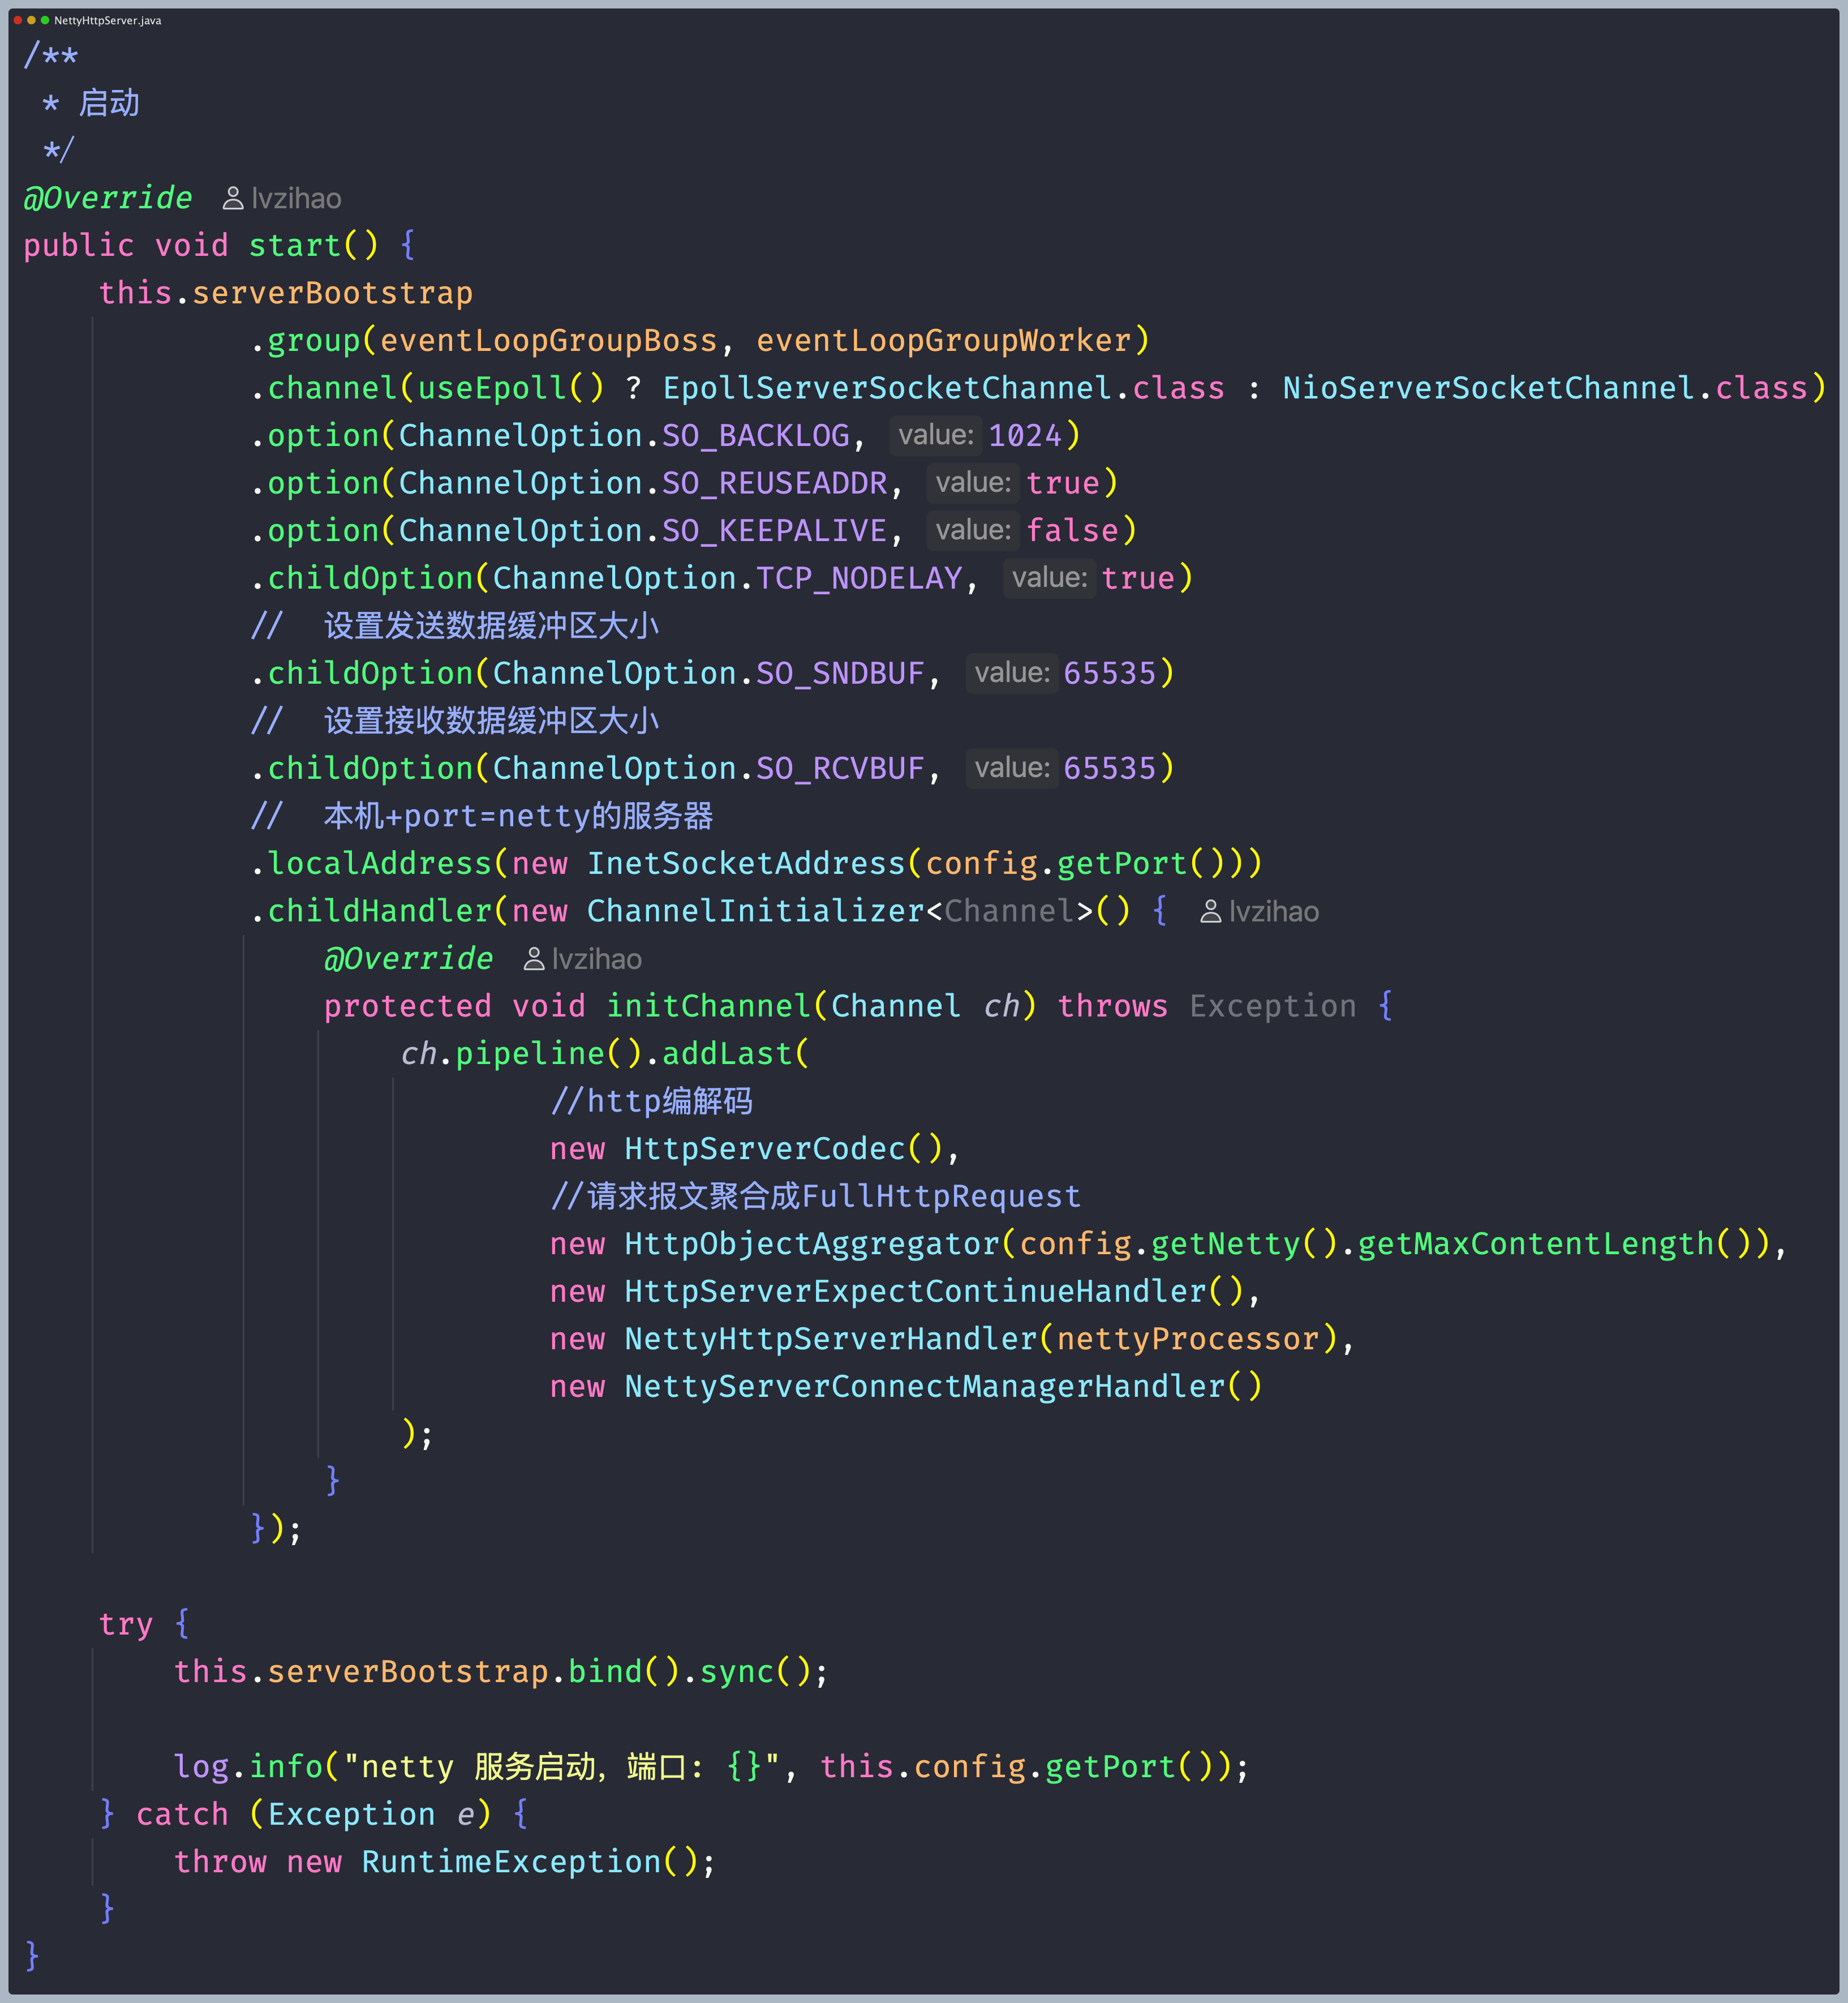 NettyHttpServer.java
/**
 * 启动
 */
@Override lvzihao
public void start() {
    this.serverBootstrap
            .group(eventLoopGroupBoss, eventLoopGroupWorker)
            .channel(useEpoll() ? EpollServerSocketChannel.class : NioServerSocketChannel.class)
            .option(ChannelOption.SO_BACKLOG, value: 1024)
            .option(ChannelOption.SO_REUSEADDR, value: true)
            .option(ChannelOption.SO_KEEPALIVE, value: false)
            .childOption(ChannelOption.TCP_NODELAY, value: true)
            //  设置发送数据缓冲区大小
            .childOption(ChannelOption.SO_SNDBUF, value: 65535)
            //  设置接收数据缓冲区大小
            .childOption(ChannelOption.SO_RCVBUF, value: 65535)
            //  本机+port=netty的服务器
            .localAddress(new InetSocketAddress(config.getPort()))
            .childHandler(new ChannelInitializer<Channel>() { lvzihao
                @Override lvzihao
                protected void initChannel(Channel ch) throws Exception {
                    ch.pipeline().addLast(
                            //http编解码
                            new HttpServerCodec(),
                            //请求报文聚合成FullHttpRequest
                            new HttpObjectAggregator(config.getNetty().getMaxContentLength()),
                            new HttpServerExpectContinueHandler(),
                            new NettyHttpServerHandler(nettyProcessor),
                            new NettyServerConnectManagerHandler()
                    );
                }
            });
    try {
        this.serverBootstrap.bind().sync();
        log.info("netty 服务启动，端口: {}", this.config.getPort());
    } catch (Exception e) {
        throw new RuntimeException();
    }
}